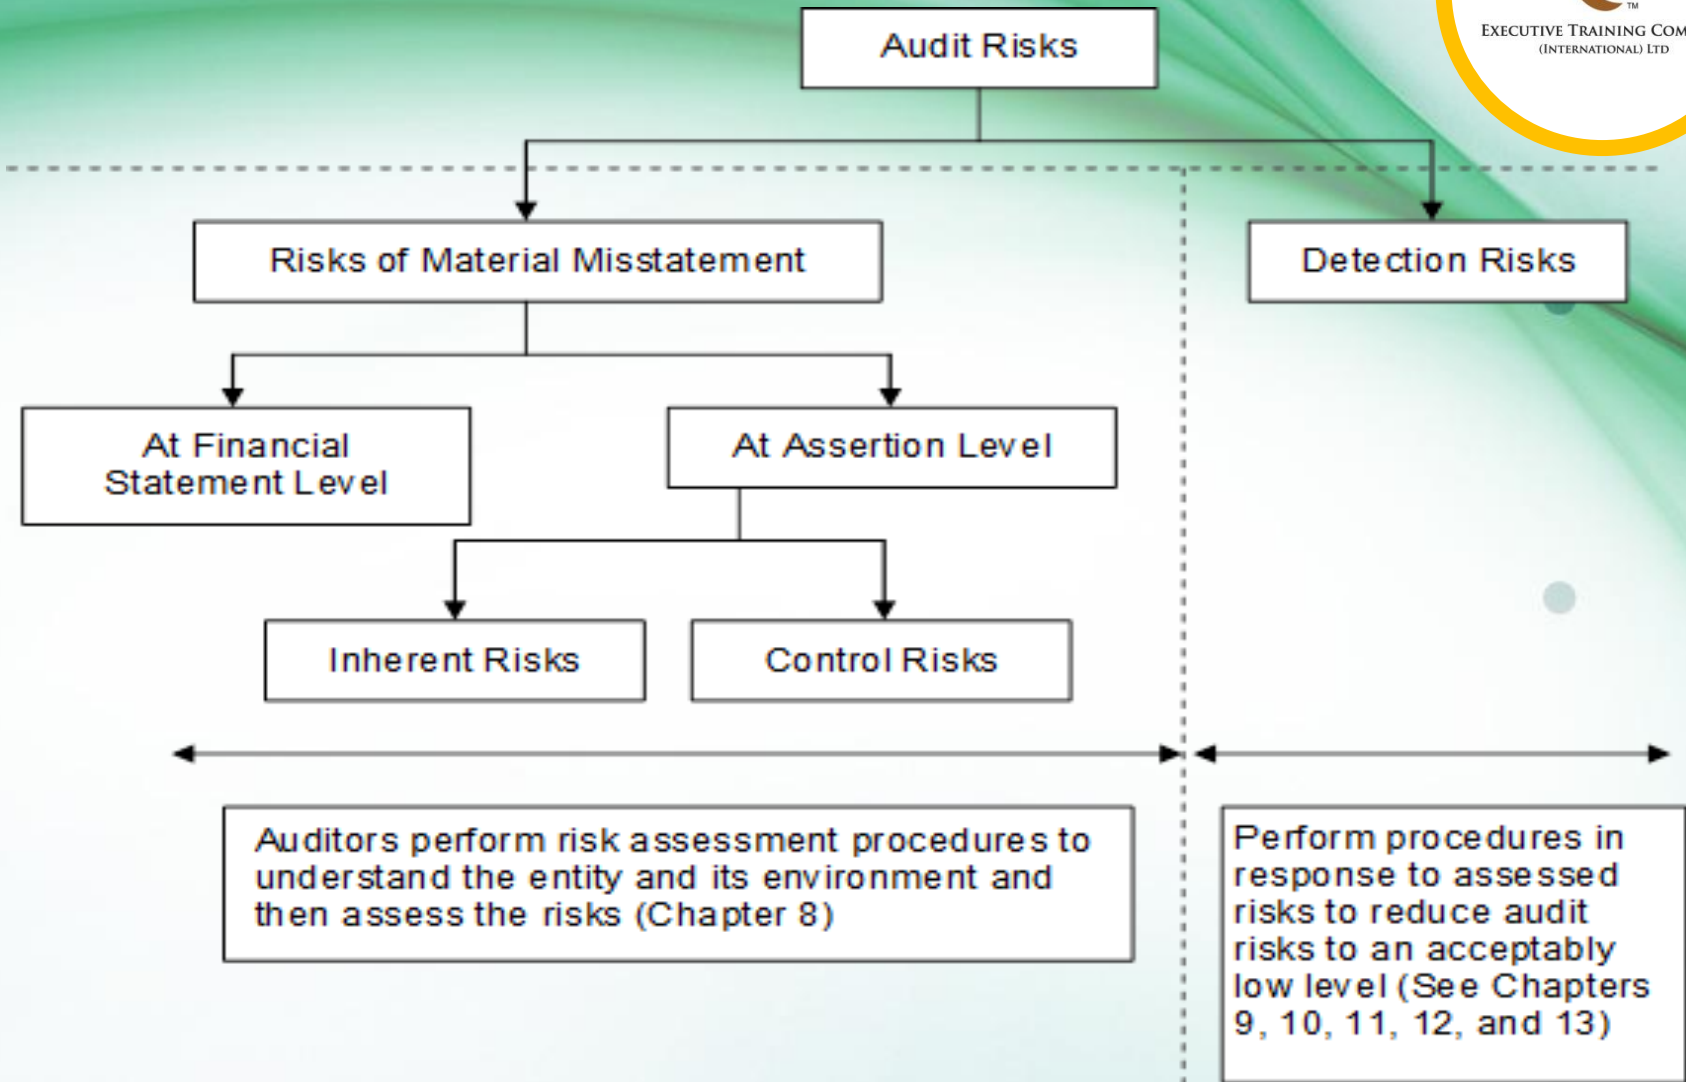 Audit Risks
TM
EXECUTIVE TRAINING COM
(INTERNATIONAL) LTD
Risks of Material Misstatement
Detection Risks
At Financial
Statement Level
At Assertion Level
Inherent Risks
Control Risks
Auditors perform risk assessment procedures to
understand the entity and its environment and
then assess the risks (Chapter 8)
Perform procedures in
response to assessed
risks to reduce audit
risks to an acceptably
low level (See Chapters
9, 10, 11, 12, and 13)